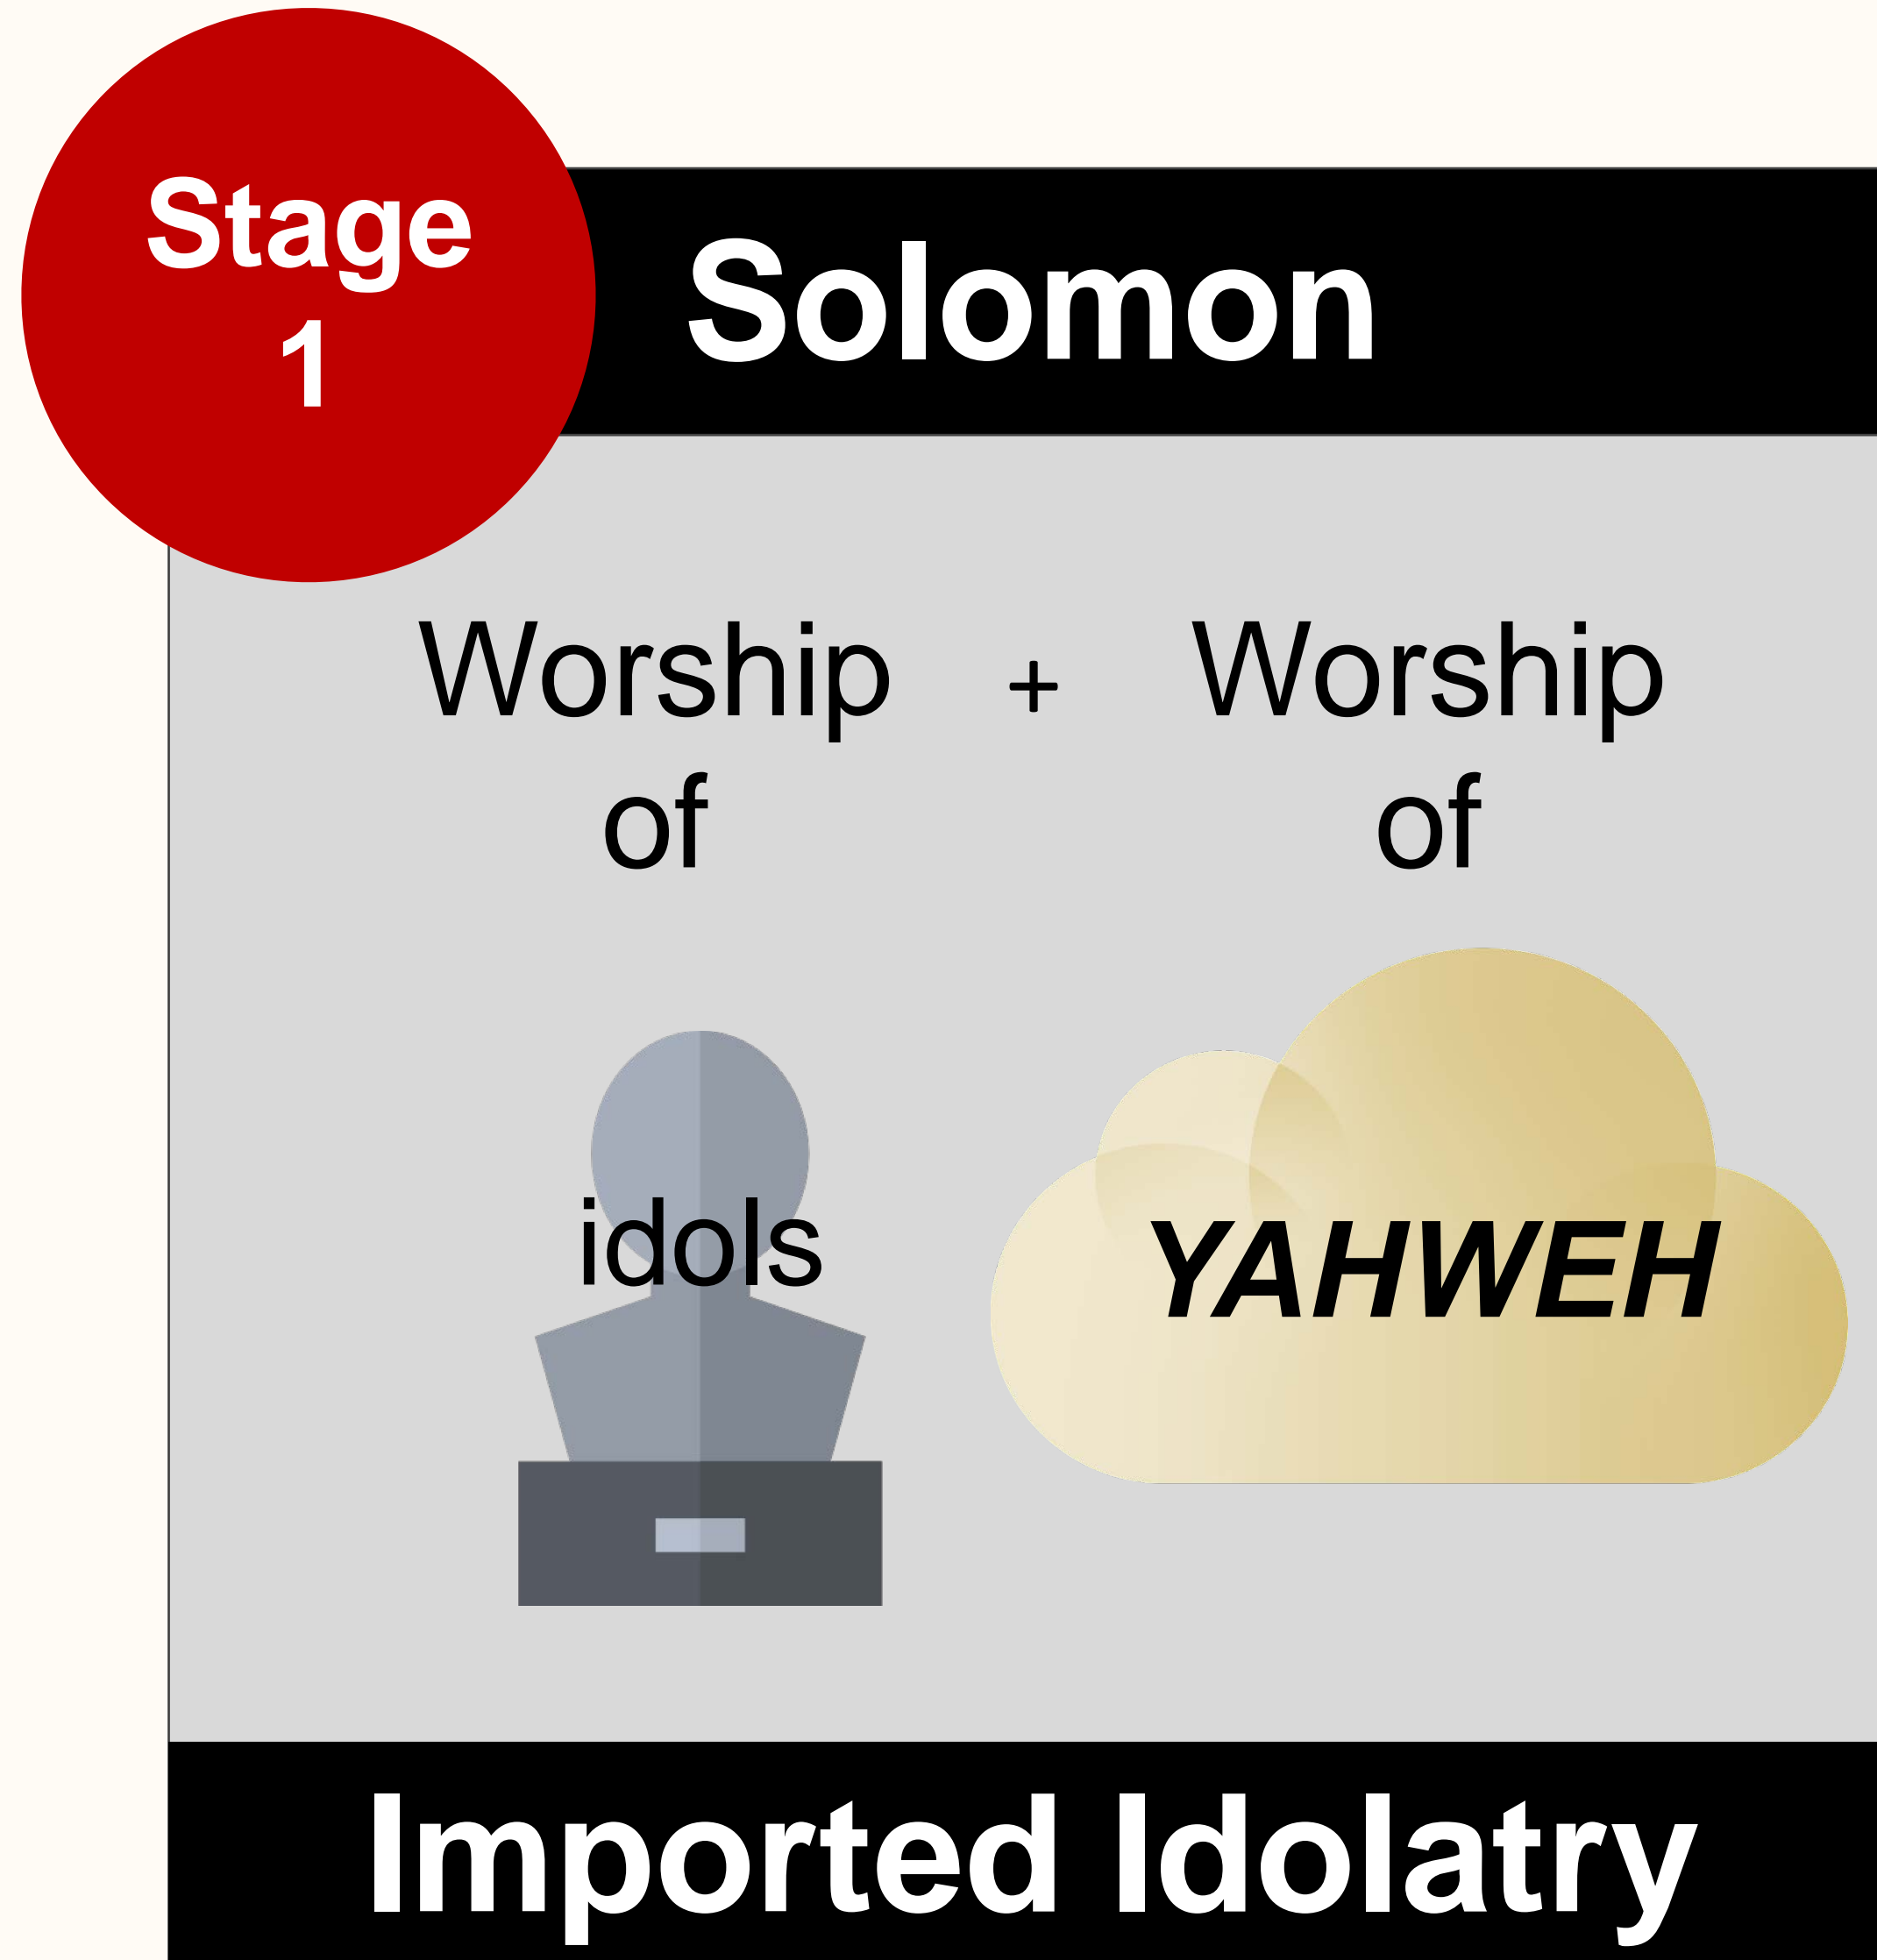 Stage
1
Solomon
Worship + Worship
of of
idols
YAHWEH
Imported Idolatry